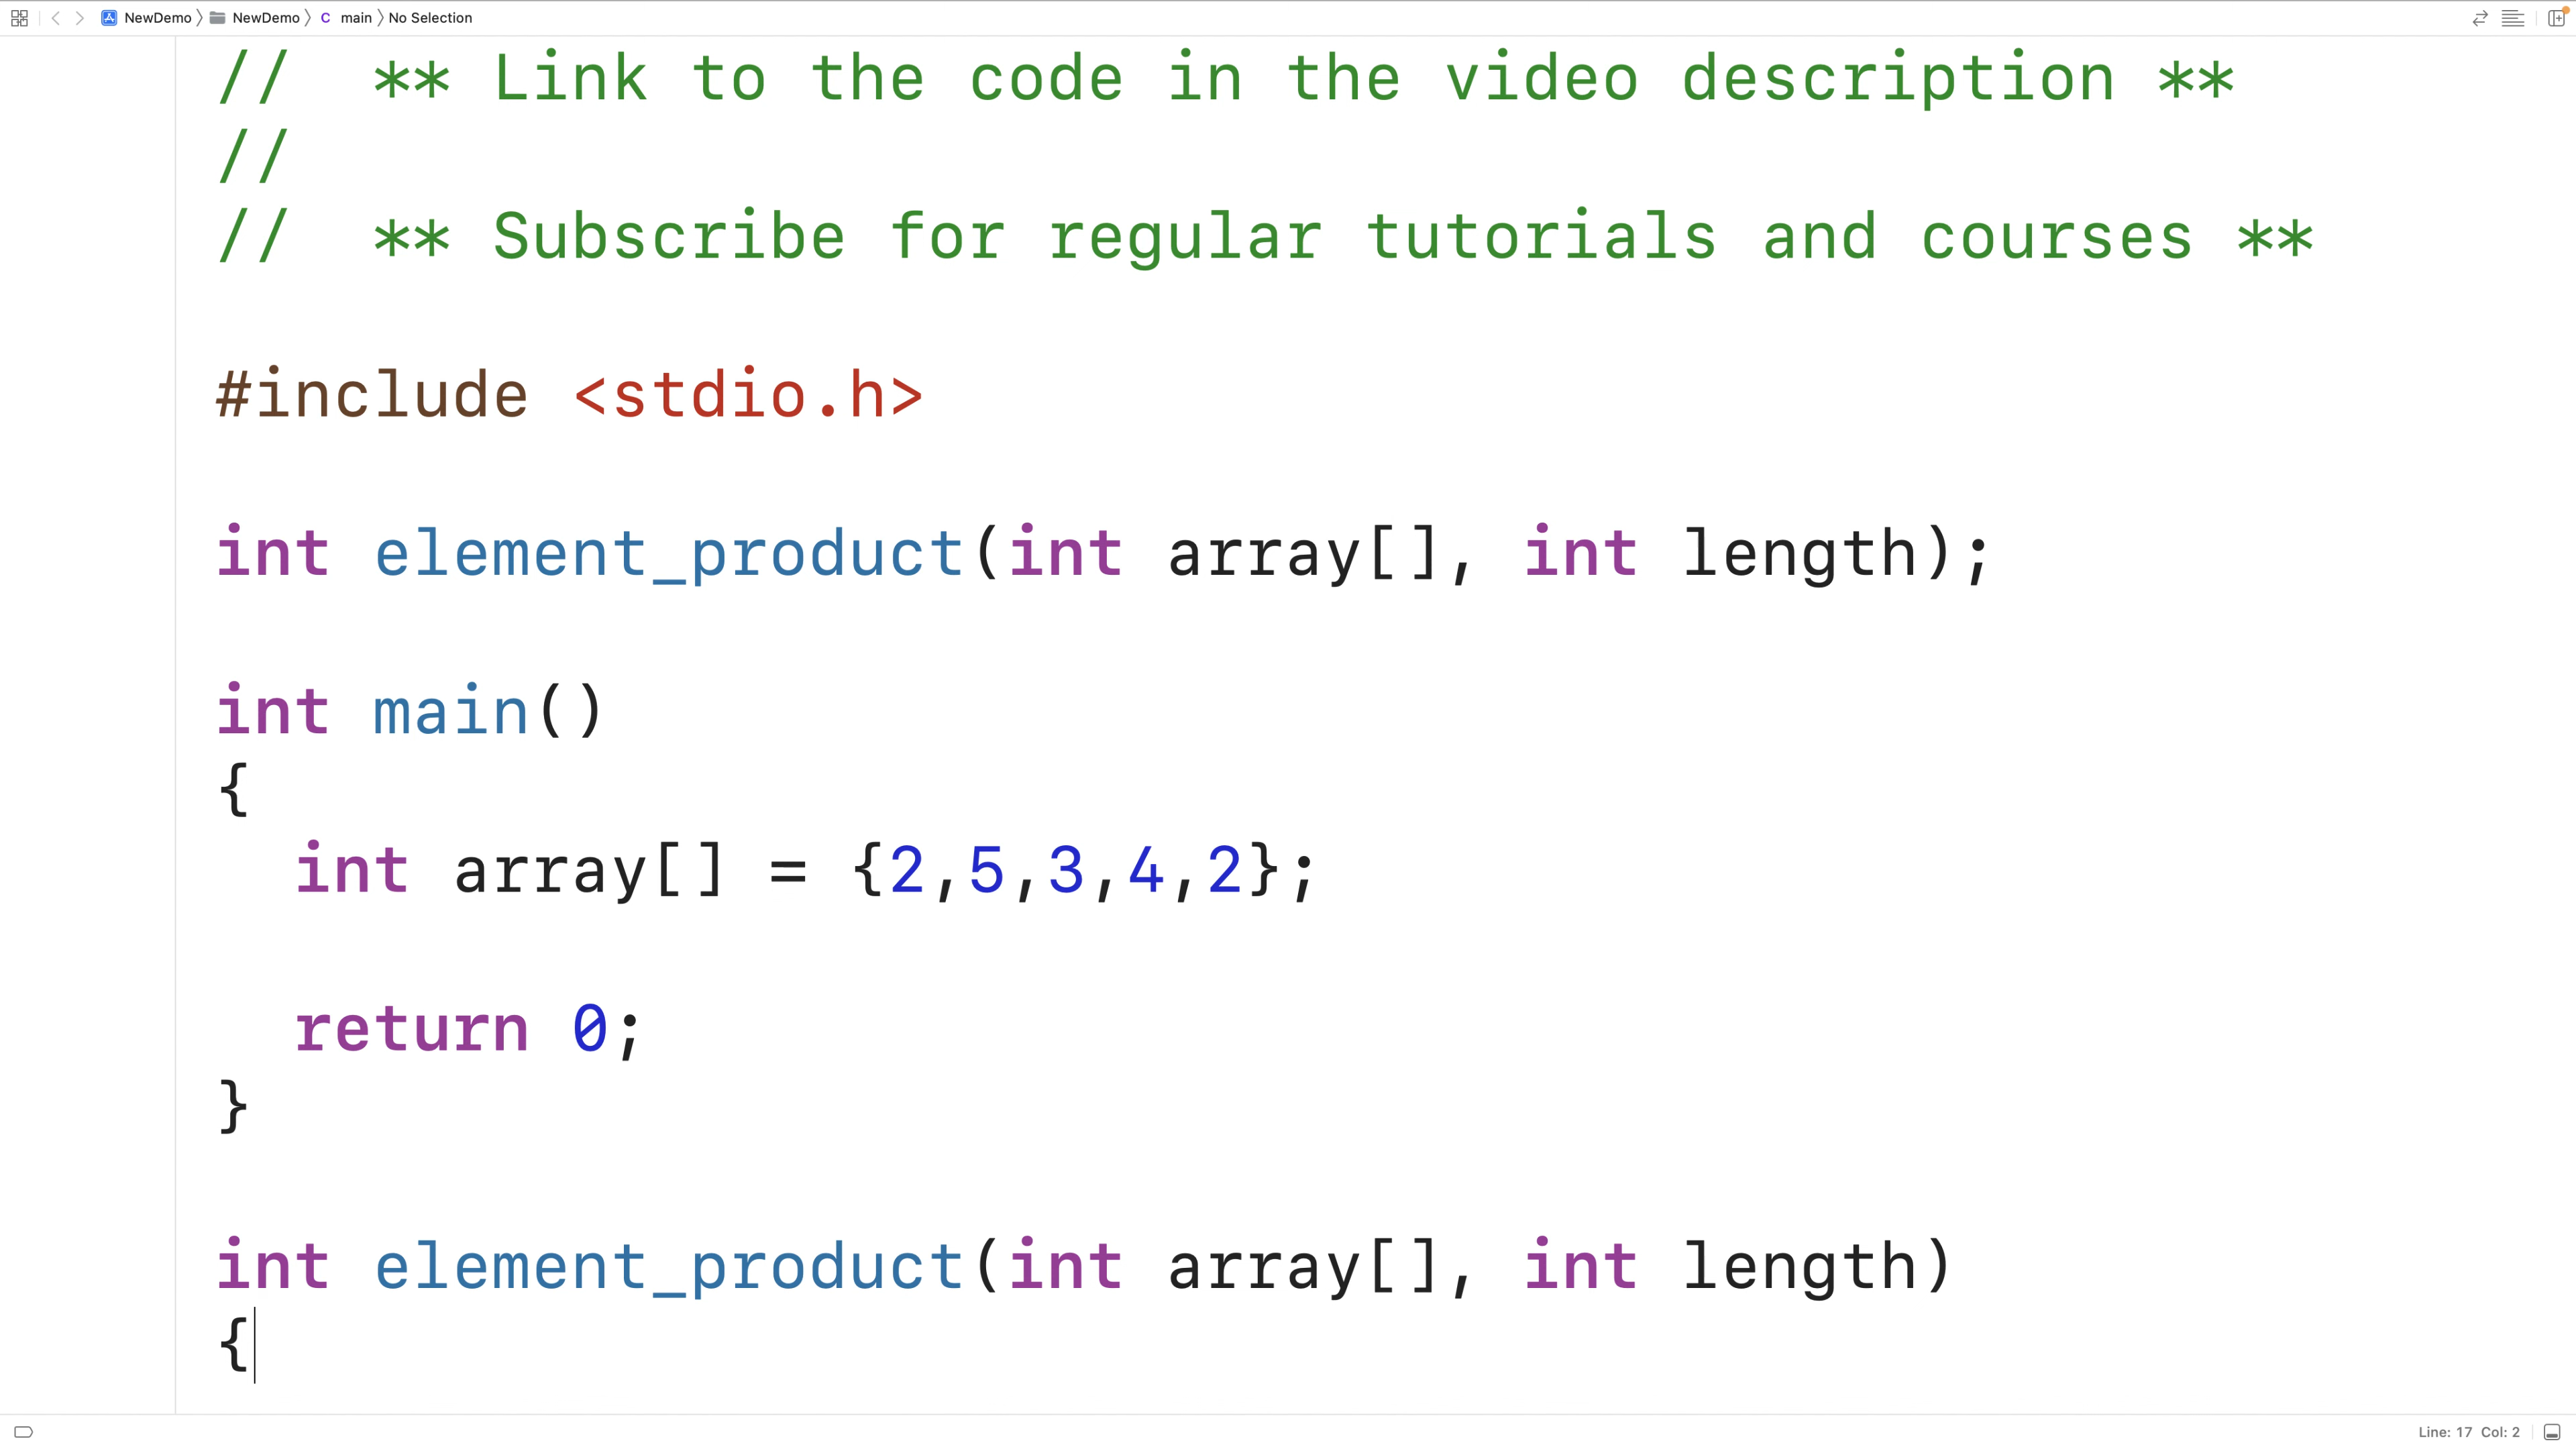 NewDemo NewDemo C main No Selection
// ** Link to the code in the video description **
//
// ** Subscribe for regular tutorials and courses **
#include <stdio.h>
int element_product(int array[], int length);
int main()
{
  int array[] = {2,5,3,4,2};
  return 0;
}
int element_product(int array[], int length)
{
Line: 17 Col: 2